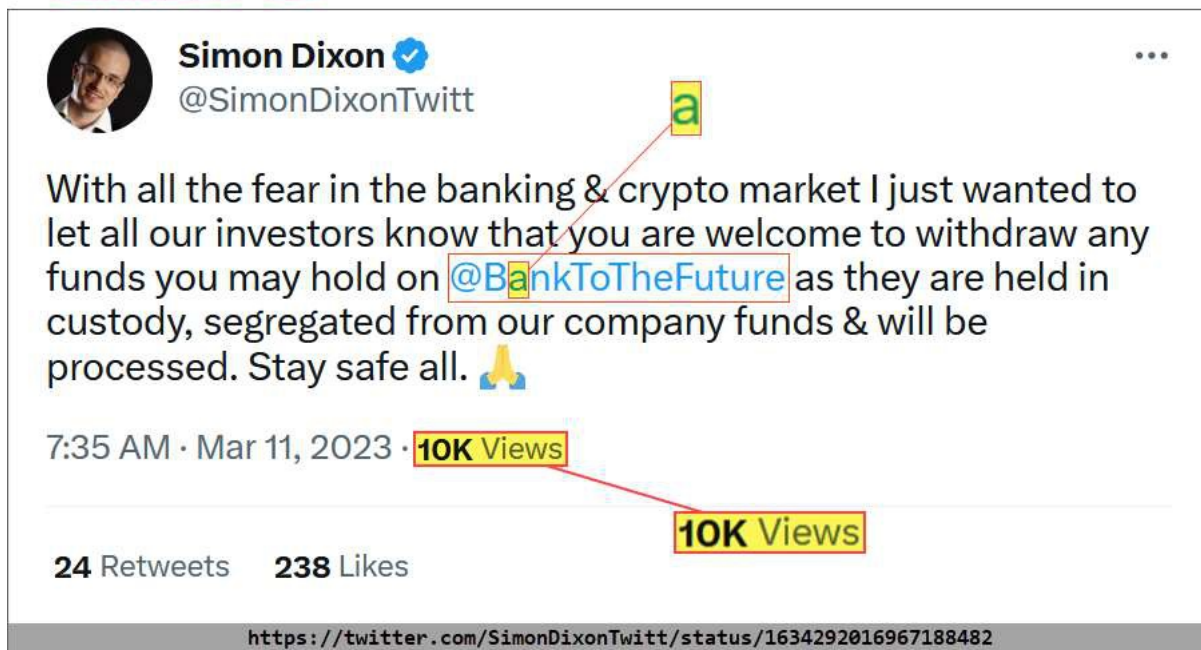 Simon Dixon
@SimonDixonTwitt
a
With all the fear in the banking & crypto market I just wanted to
let all our investors know that you are welcome to withdraw any
funds you may hold on @BankToTheFuture as they are held in
custody, segregated from our company funds & will be
processed. Stay safe all. 🙏
7:35 AM · Mar 11, 2023 · 10K Views
10K Views
24 Retweets 238 Likes
https://twitter.com/SimonDixonTwitt/status/1634292016967188482